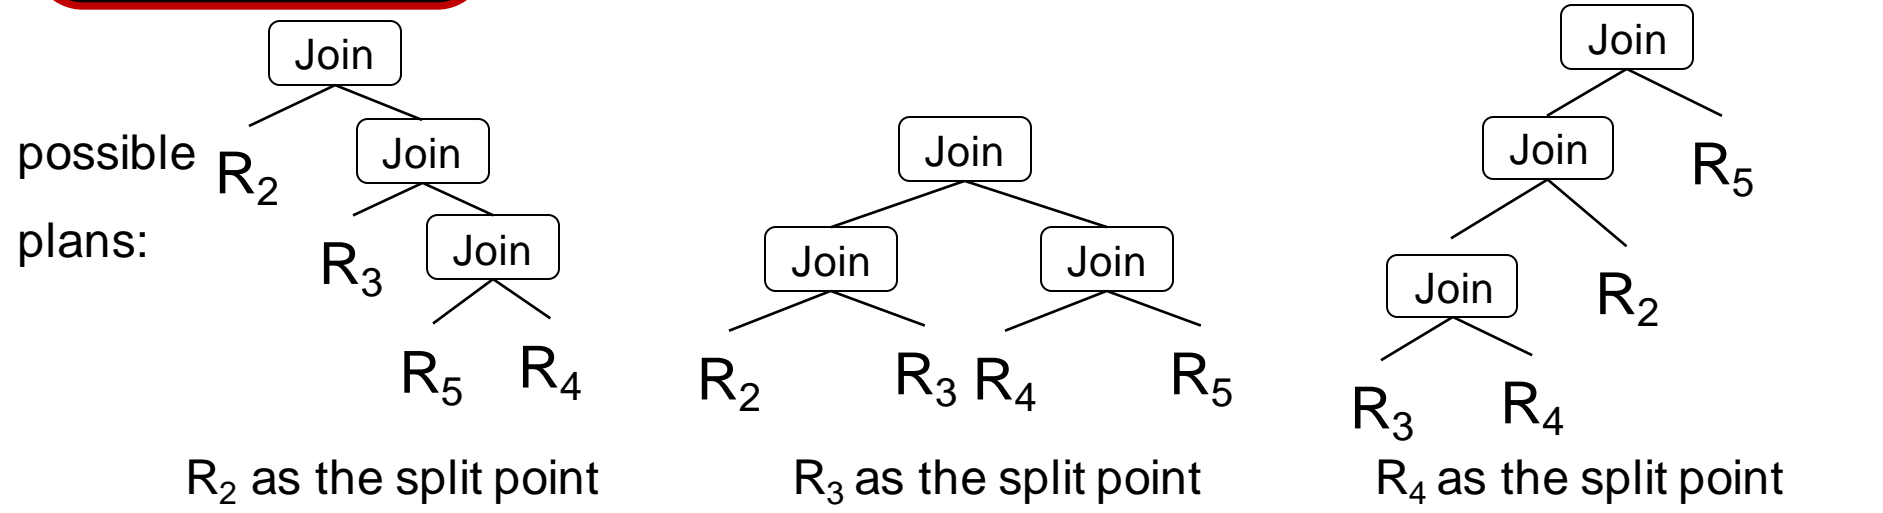 Join
Join
Join
possible
plans:
R₂
R₃
R₅
R₄
R₂ as the split point
Join
Join
Join
R₂
R₃
R₄
R₅
R₃ as the split point
Join
Join
Join
R₅
R₂
R₃
R₄
R₄ as the split point